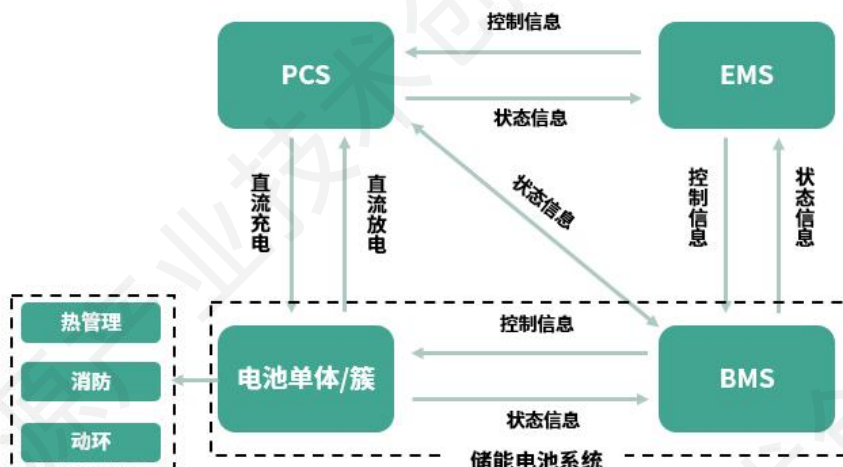 控制信息
PCS
EMS
状态信息
直流充电
直流放电
状态信息
控制信息
状态信息
热管理
消防
动环
电池单体/簇
控制信息
状态信息
BMS
储能电池系统